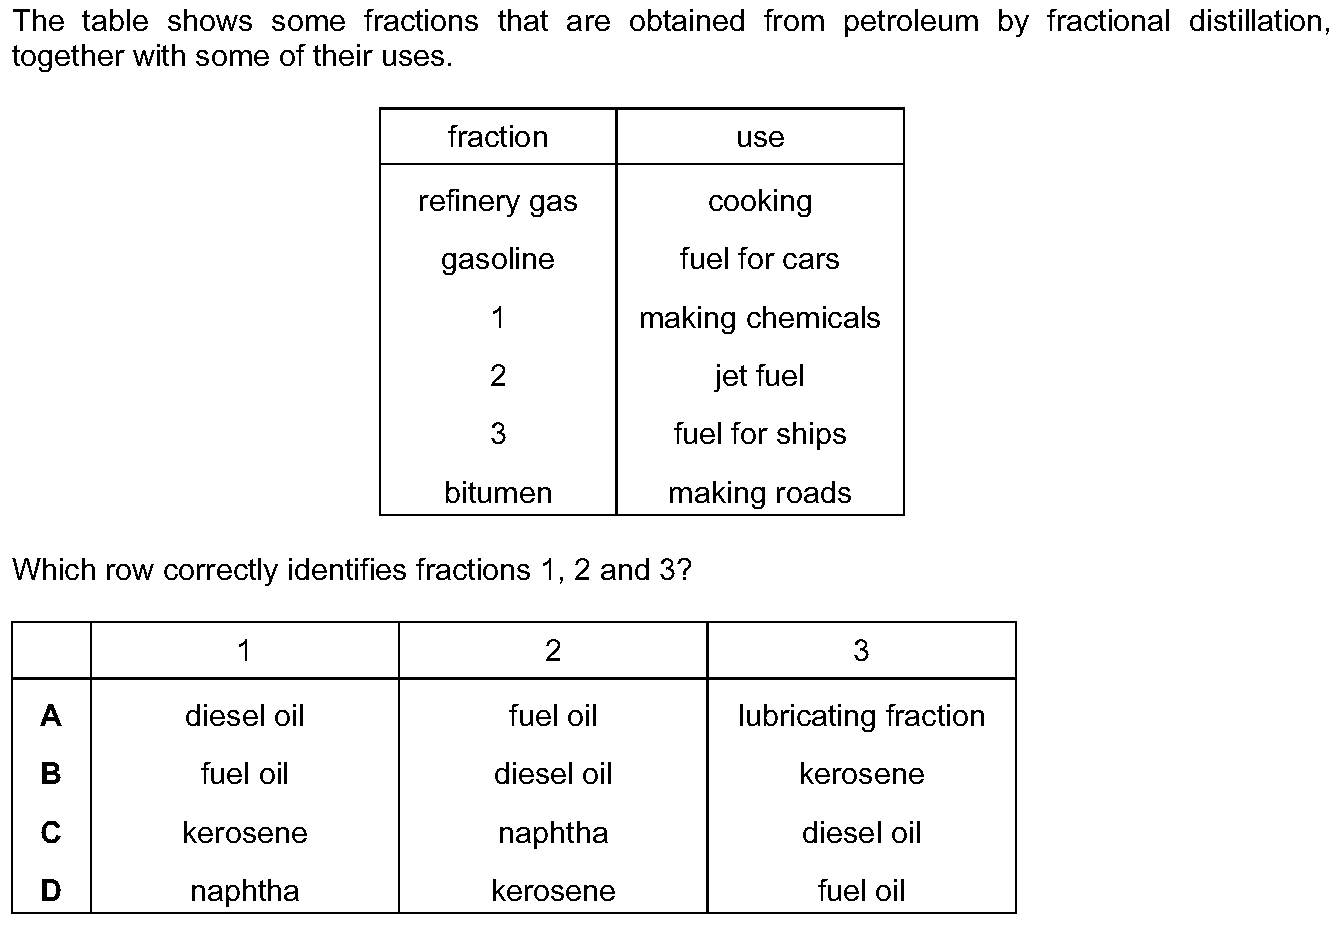 The table shows some fractions that are obtained from petroleum by fractional distillation,
together with some of their uses.
fraction use
refinery gas cooking
gasoline fuel for cars
1 making chemicals
2 jet fuel
3 fuel for ships
bitumen making roads
Which row correctly identifies fractions 1, 2 and 3?
1 2 3
A diesel oil fuel oil lubricating fraction
B fuel oil diesel oil kerosene
C kerosene naphtha diesel oil
D naphtha kerosene fuel oil